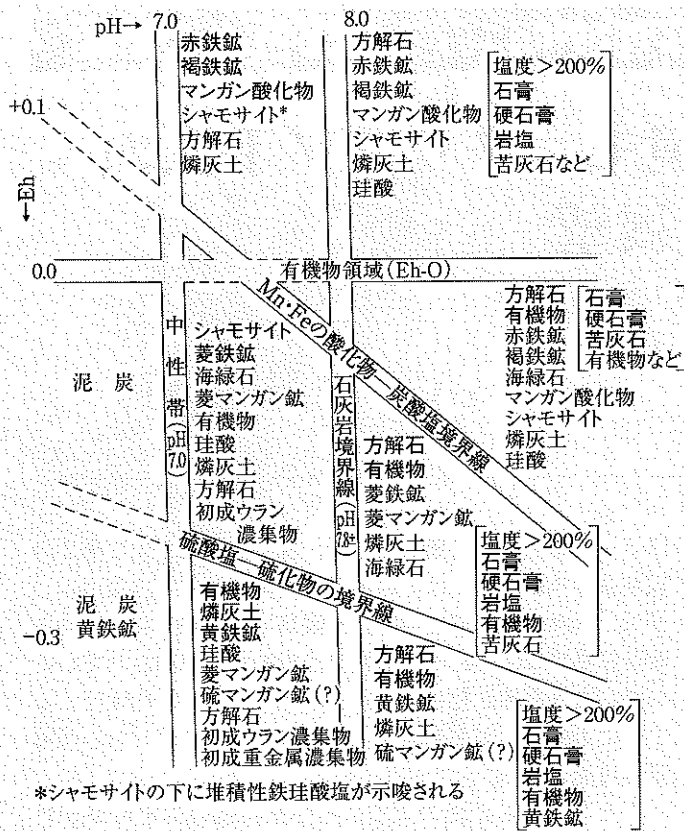 pH→ 7.0
8.0
赤鉄鉱
褐鉄鉱
マンガン酸化物
シャモサイト*
方解石
燐灰土
方解石
赤鉄鉱
褐鉄鉱
マンガン酸化物
シャモサイト
燐灰土
珪酸
塩度>200%
石膏
硬石膏
岩塩
苦灰石など
+0.1
←Eh
0.0
有機物領域(Eh-O)
Mn・Feの酸化物—炭酸塩境界線
中性帯(pH7.0)
泥炭
シャモサイト
菱鉄鉱
海緑石
菱マンガン鉱
有機物
珪酸
燐灰土
方解石
初成ウラン
濃集物
石灰岩境界線(pH7.8±)
方解石
有機物
赤鉄鉱
褐鉄鉱
海緑石
マンガン酸化物
シャモサイト
燐灰土
珪酸
石膏
硬石膏
苦灰石
有機物など
方解石
有機物
菱鉄鉱
菱マンガン鉱
燐灰土
海緑石
塩度>200%
石膏
硬石膏
岩塩
有機物
苦灰石
硫酸塩—硫化物の境界線
泥炭
黄鉄鉱
−0.3
有機物
燐灰土
黄鉄鉱
珪酸
菱マンガン鉱
硫マンガン鉱(?)
方解石
初成ウラン濃集物
初成重金属濃集物
方解石
有機物
黄鉄鉱
燐灰土
硫マンガン鉱(?)
塩度>200%
石膏
硬石膏
岩塩
有機物
黄鉄鉱
*シャモサイトの下に堆積性鉄珪酸塩が示唆される